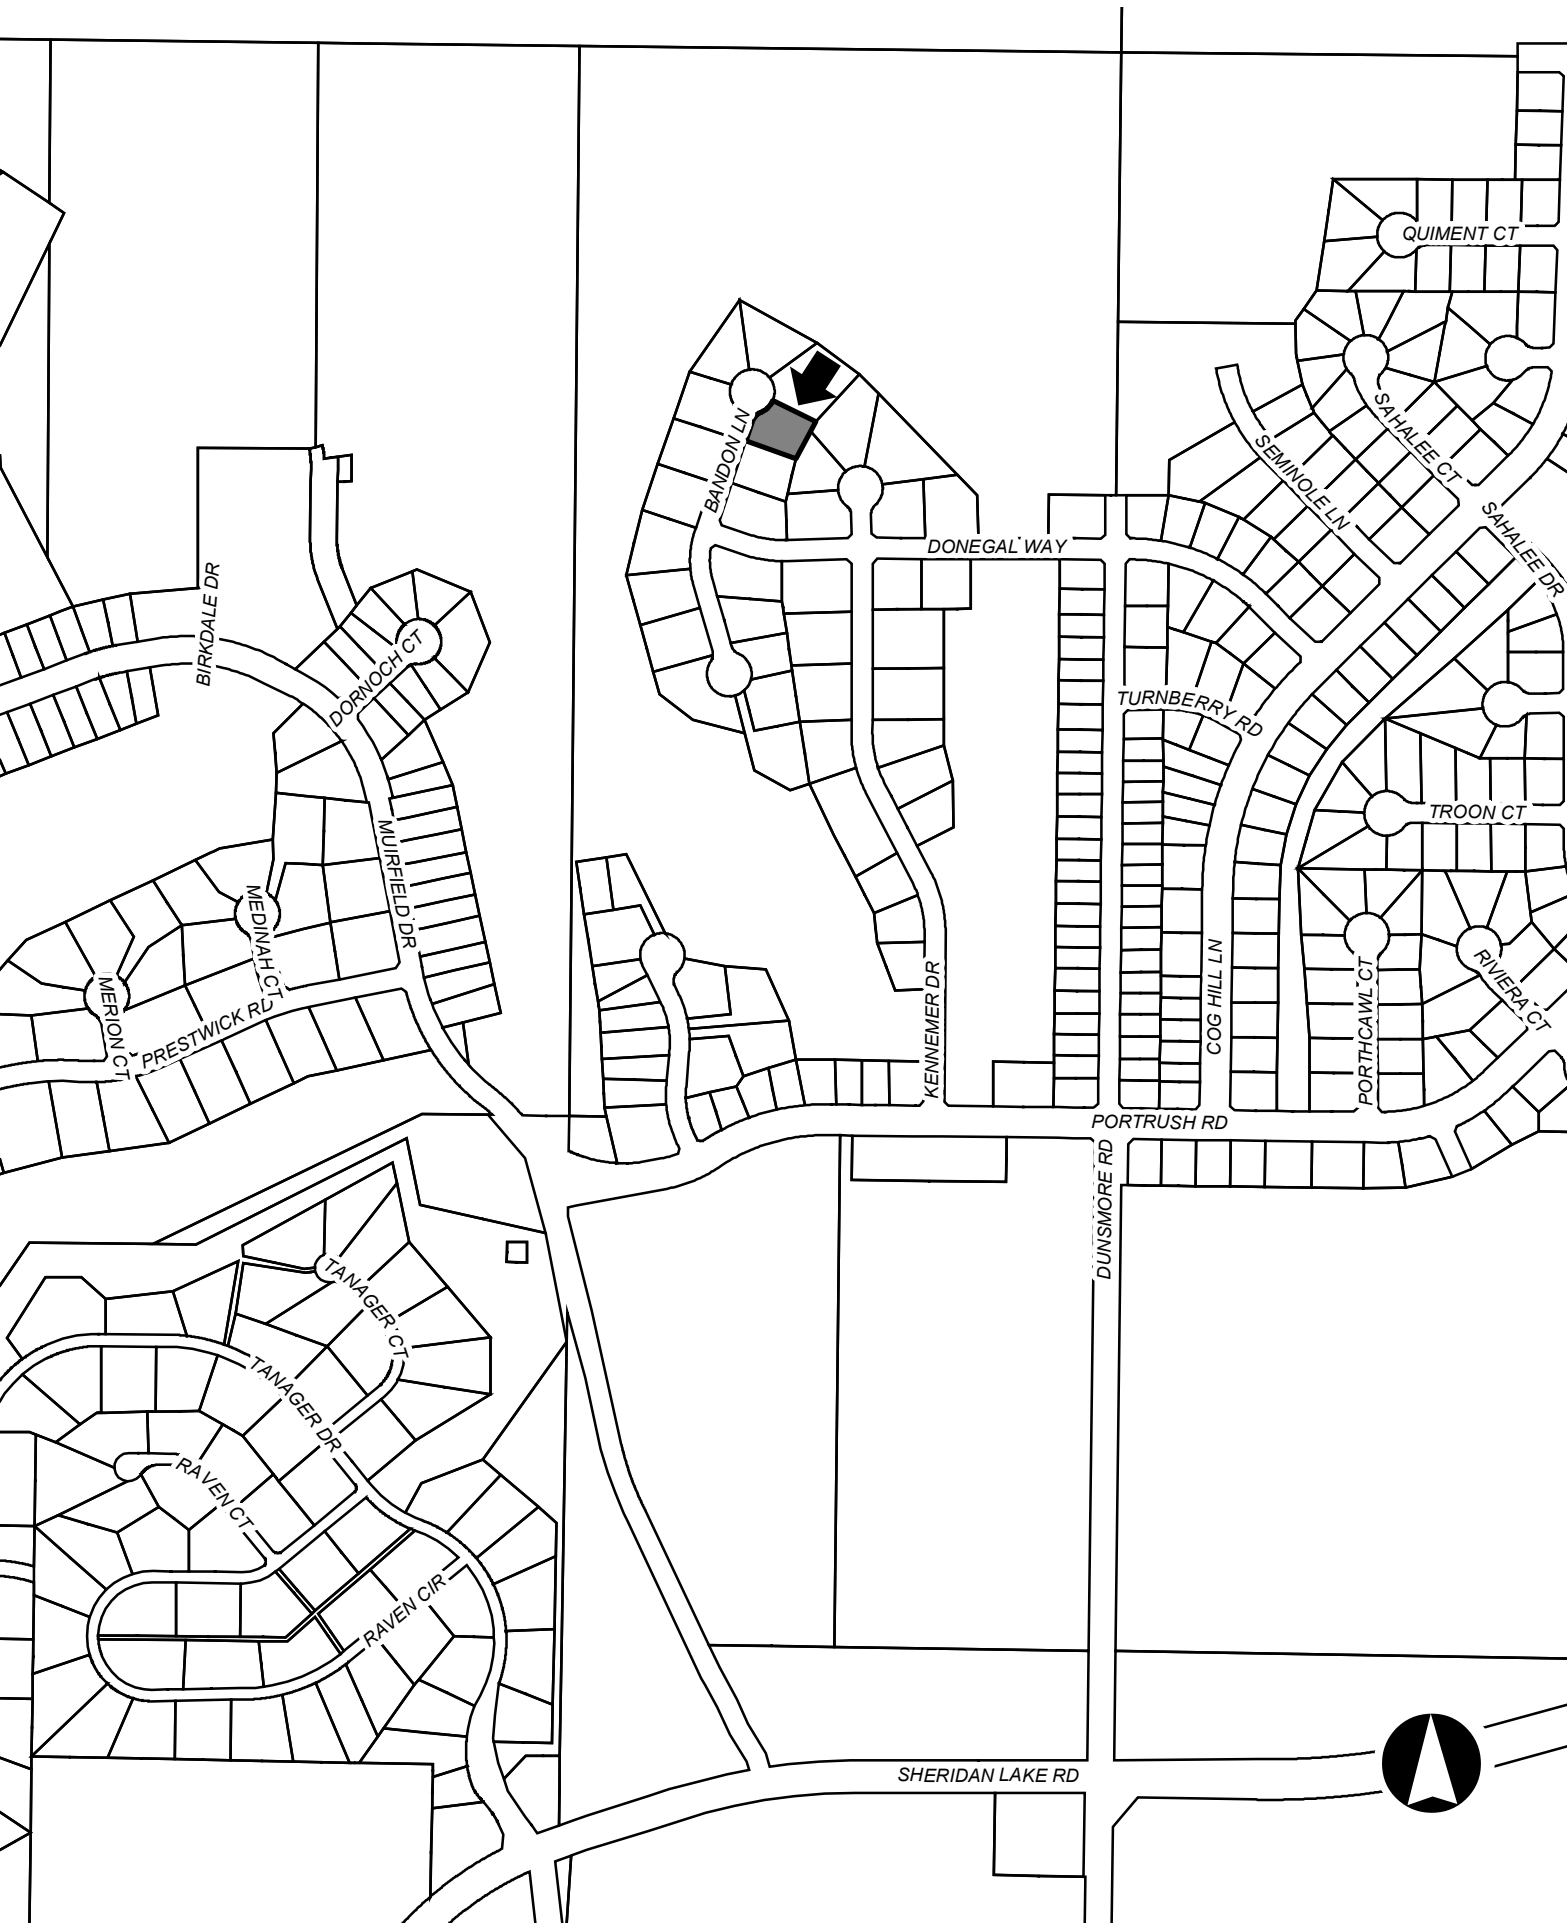 QUIMENT CT
SAHALEE CT
BANDON LN
SEMINOLE LN
SAHALEE DR
DONEGAL WAY
BIRKDALE DR
DORNOCH CT
TURNBERRY RD
TROON CT
MUIRFIELD DR
MEDINAH CT
MERION CT
PRESTWICK RD
KENNEMER DR
COG HILL LN
PORTHCAWL CT
RIVIERA CT
PORTRUSH RD
DUNSMORE RD
TANAGER CT
TANAGER DR
RAVEN CT
RAVEN CIR
SHERIDAN LAKE RD